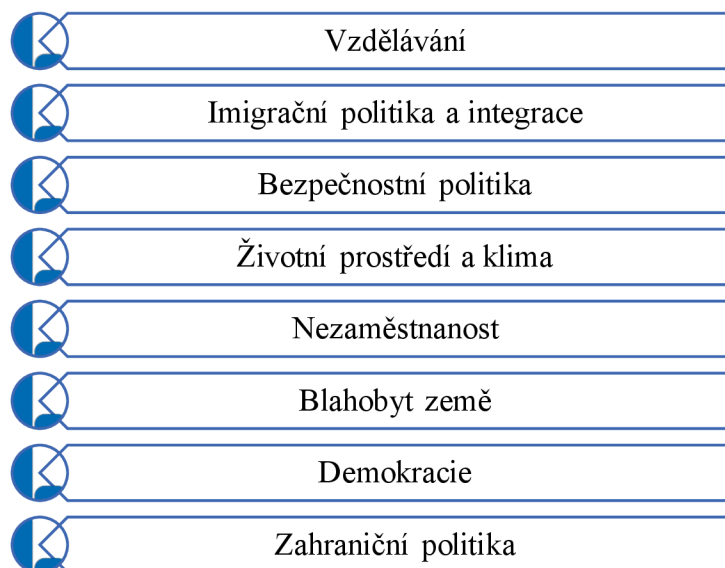 Vzdělávání
Imigrační politika a integrace
Bezpečnostní politika
Životní prostředí a klima
Nezaměstnanost
Blahobyt země
Demokracie
Zahraniční politika